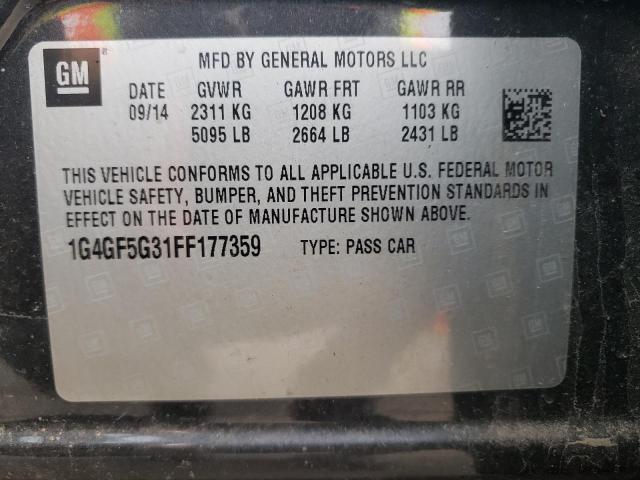 GM
MFD BY GENERAL MOTORS LLC
DATE GVWR GAWR FRT GAWR RR
09/14 2311 KG 1208 KG 1103 KG
5095 LB 2664 LB 2431 LB
THIS VEHICLE CONFORMS TO ALL APPLICABLE U.S. FEDERAL MOTOR
VEHICLE SAFETY, BUMPER, AND THEFT PREVENTION STANDARDS IN
EFFECT ON THE DATE OF MANUFACTURE SHOWN ABOVE.
1G4GF5G31FF177359 TYPE: PASS CAR